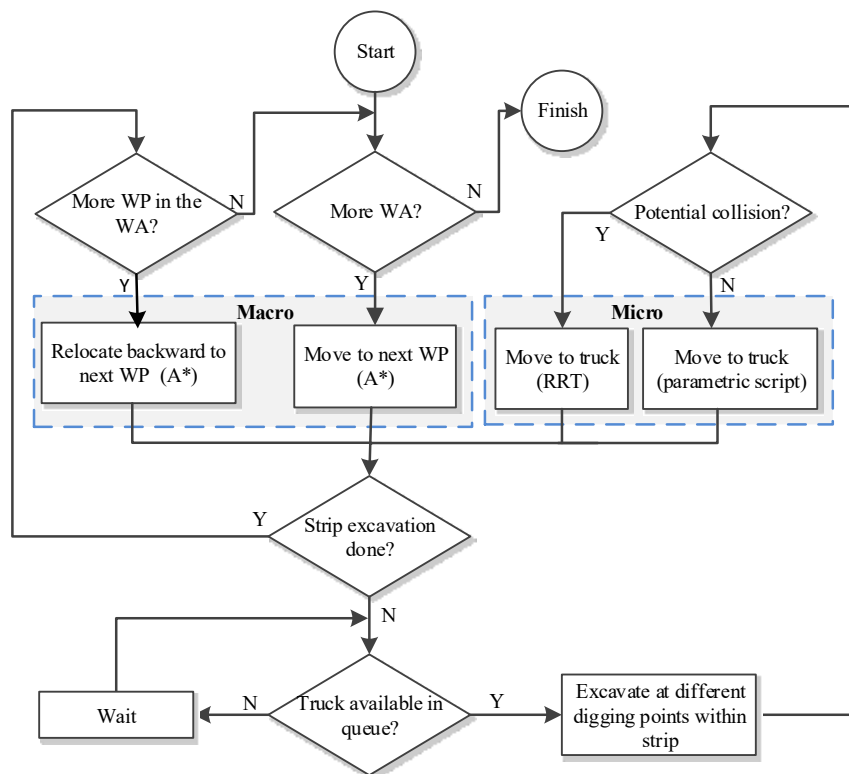 Start
Finish
More WP in the
WA?
N
More WA?
N
Potential collision?
Y
N
Y
Y
Macro
Micro
Relocate backward to
next WP (A*)
Move to next WP
(A*)
Move to truck
(RRT)
Move to truck
(parametric script)
Y
Strip excavation
done?
N
Wait
N
Truck available in
queue?
Y
Excavate at different
digging points within
strip